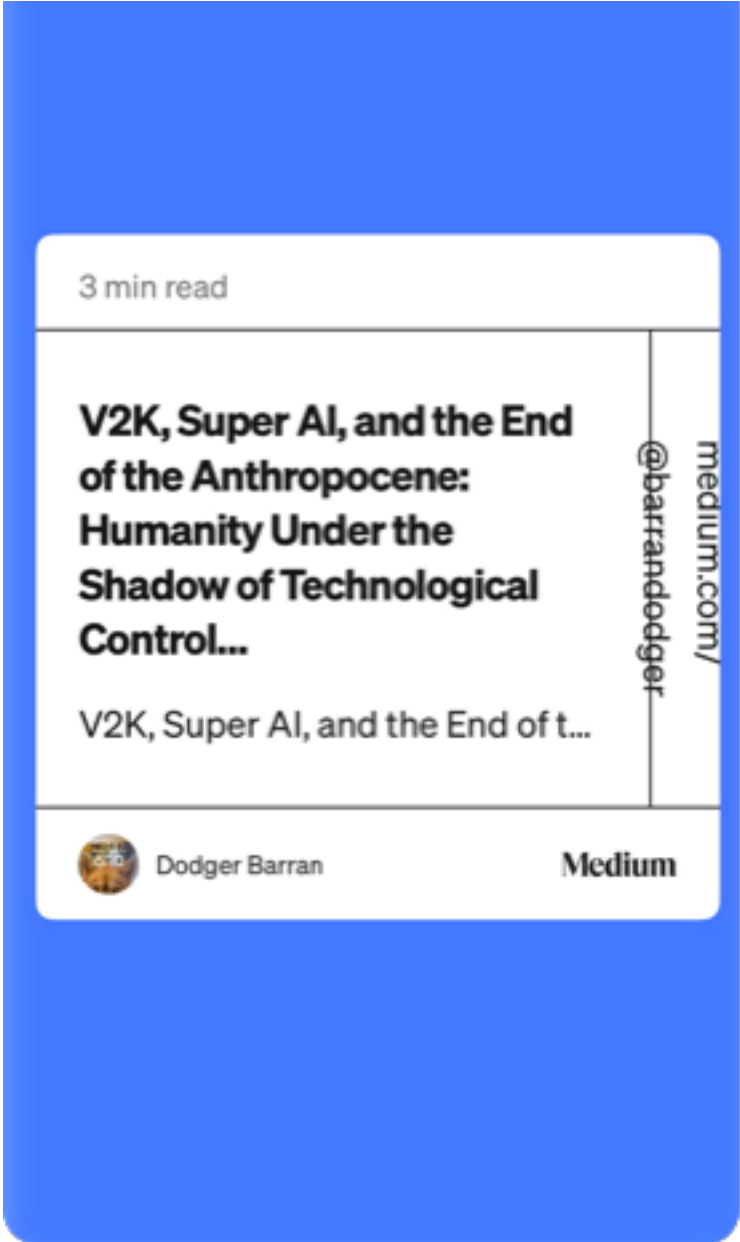 3 min read
V2K, Super AI, and the End
of the Anthropocene:
Humanity Under the
Shadow of Technological
Control...
V2K, Super AI, and the End of t...
medium.com/
@barrandodger
Dodger Barran
Medium